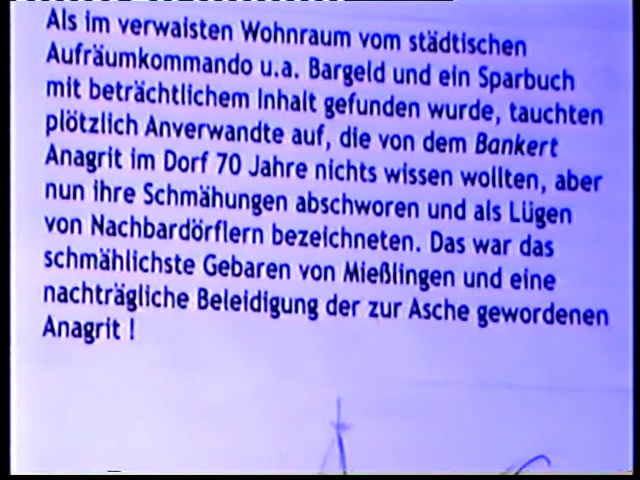 Als im verwaisten Wohnraum vom städtischen
Aufräumkommando u.a. Bargeld und ein Sparbuch
mit beträchtlichem Inhalt gefunden wurde, tauchten
plötzlich Anverwandte auf, die von dem Bankert
Anagrit im Dorf 70 Jahre nichts wissen wollten, aber
nun ihre Schmähungen abschworen und als Lügen
von Nachbardörflern bezeichneten. Das war das
schmählichste Gebaren von Mießlingen und eine
nachträgliche Beleidigung der zur Asche gewordenen
Anagrit !